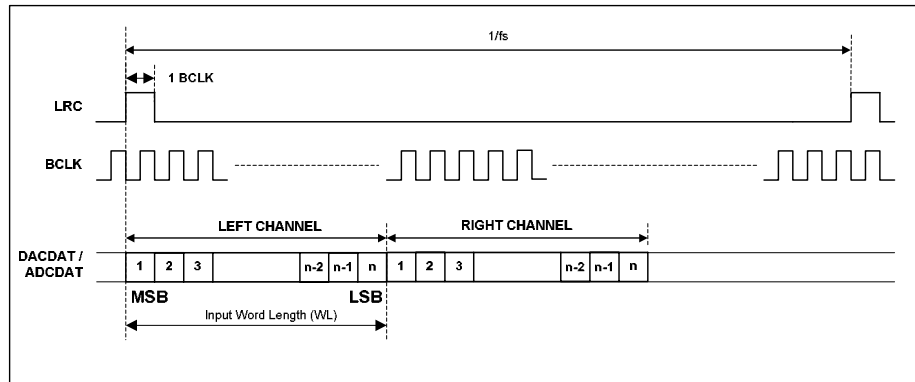 1/fs
1 BCLK
LRC
BCLK
LEFT CHANNEL
RIGHT CHANNEL
DACDAT /
ADCDAT
1 2 3 n-2 n-1 n 1 2 3 n-2 n-1 n
MSB
LSB
Input Word Length (WL)